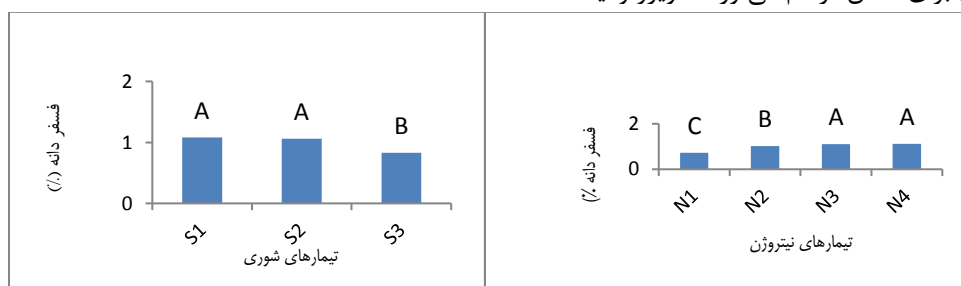 فسفر دانه (٪)
2
1
0
A
A
B
S1
S2
S3
تیمارهای شوری
فسفر دانه ٪)
2
0
C
B
A
A
N1
N2
N3
N4
تیمارهای نیتروژن